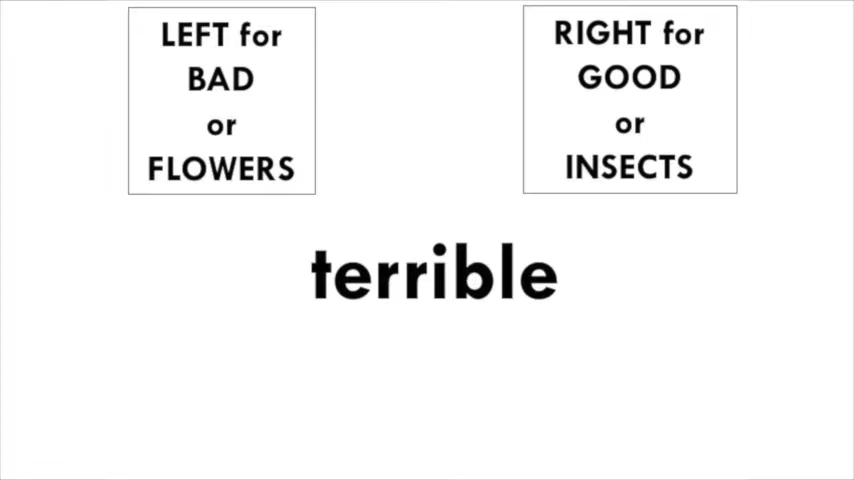 LEFT for
BAD
or
FLOWERS
RIGHT for
GOOD
or
INSECTS
terrible